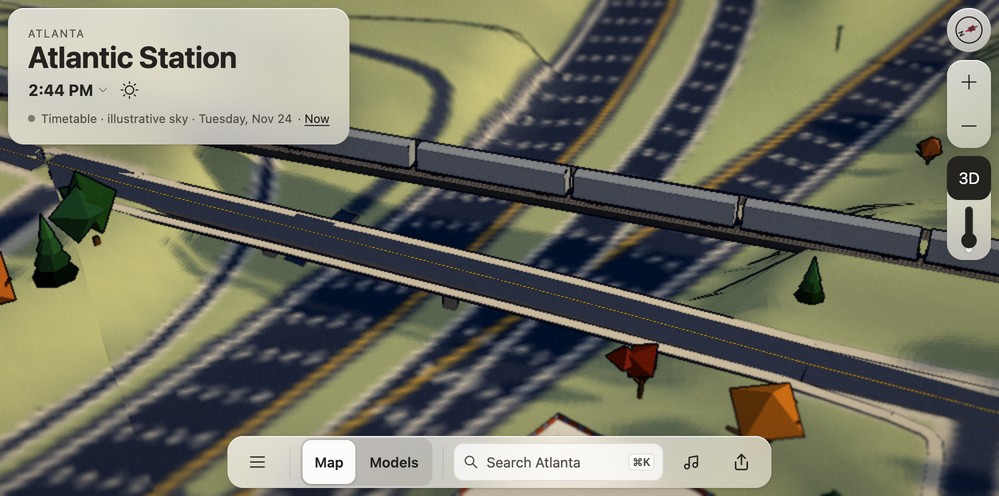 ATLANTA
Atlantic Station
2:44 PM
Timetable · illustrative sky · Tuesday, Nov 24 · Now
N
3D
Map
Models
Search Atlanta
⌘K